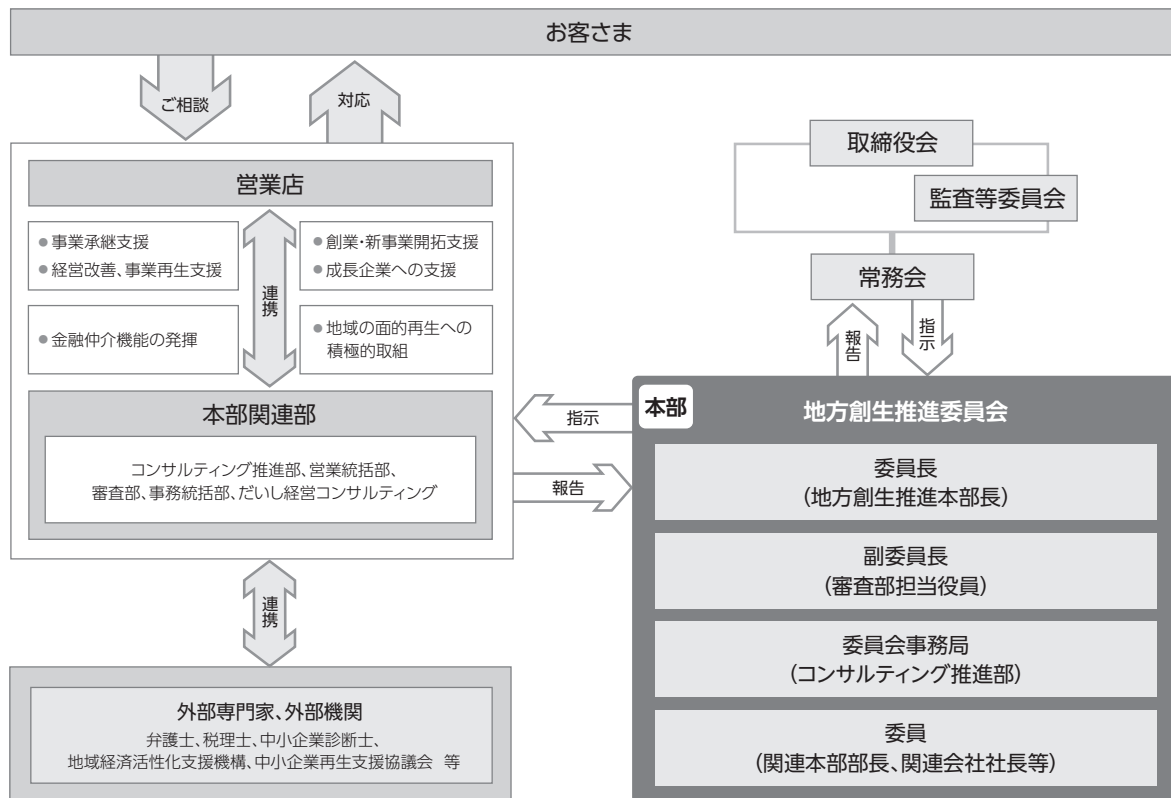 お客さま
ご相談
対応
営業店
●事業承継支援
●経営改善、事業再生支援
●創業・新事業開拓支援
●成長企業への支援
連携
●金融仲介機能の発揮
●地域の面的再生への
積極的取組
本部関連部
コンサルティング推進部、営業統括部、
審査部、事務統括部、だいし経営コンサルティング
連携
外部専門家、外部機関
弁護士、税理士、中小企業診断士、
地域経済活性化支援機構、中小企業再生支援協議会 等
取締役会
監査等委員会
常務会
報告
指示
指示
報告
本部
地方創生推進委員会
委員長
(地方創生推進本部長)
副委員長
(審査部担当役員)
委員会事務局
(コンサルティング推進部)
委員
(関連本部部長、関連会社社長等)